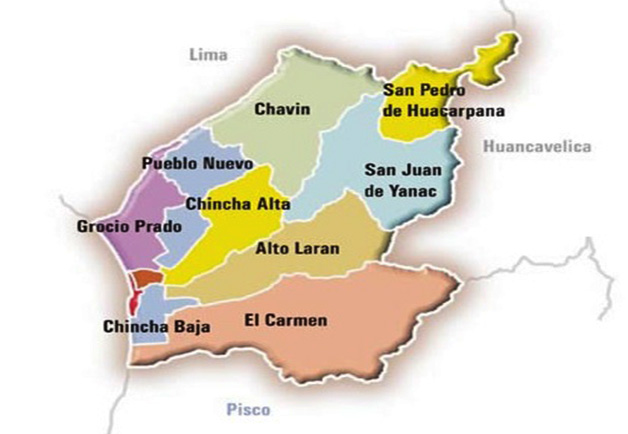 Lima
San Pedro
de Huacarpana
Chavin
Huancavelica
Pueblo Nuevo
San Juan
de Yanac
Chincha Alta
Grocio Prado
Alto Laran
El Carmen
Chincha Baja
Pisco